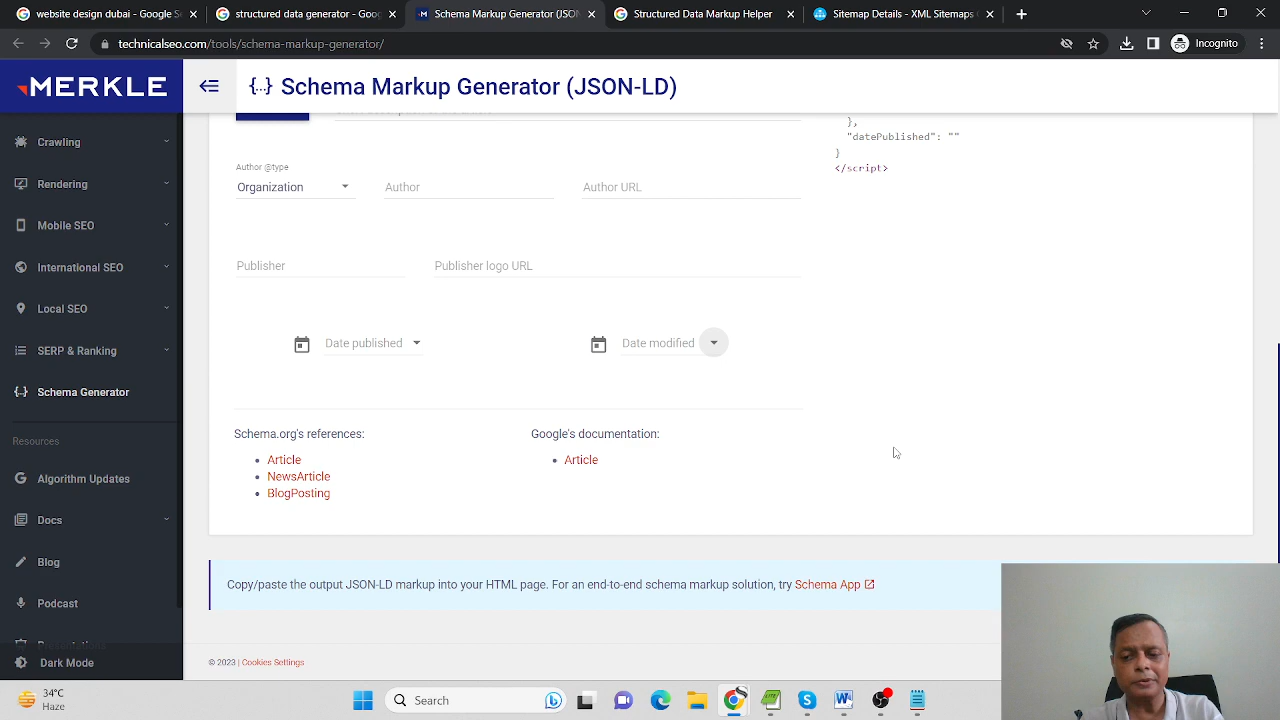 website design dubai - Google S
structured data - Goog
Schema Markup Generator (JSON
Structured Data Markup Helper
Sitemap Details - XML Sitemaps
technicalseo.com/tools/schema-markup-generator/
Incognito
MERKLE
{...} Schema Markup Generator (JSON-LD)
Crawling
Rendering
Mobile SEO
International SEO
Local SEO
SERP & Ranking
{··} Schema Generator
Resources
Algorithm Updates
Docs
Blog
Podcast
Presentations
Dark Mode
},
"datePublished": ""
}
</script>
Author @type
Organization
Author
Author URL
Publisher
Publisher logo URL
Date published
Date modified
Schema.org's references:
• Article
• NewsArticle
• BlogPosting
Google's documentation:
• Article
Copy/paste the output JSON-LD markup into your HTML page. For an end-to-end schema markup solution, try Schema App
© 2023 | Cookies Settings
34°C
Haze
Search